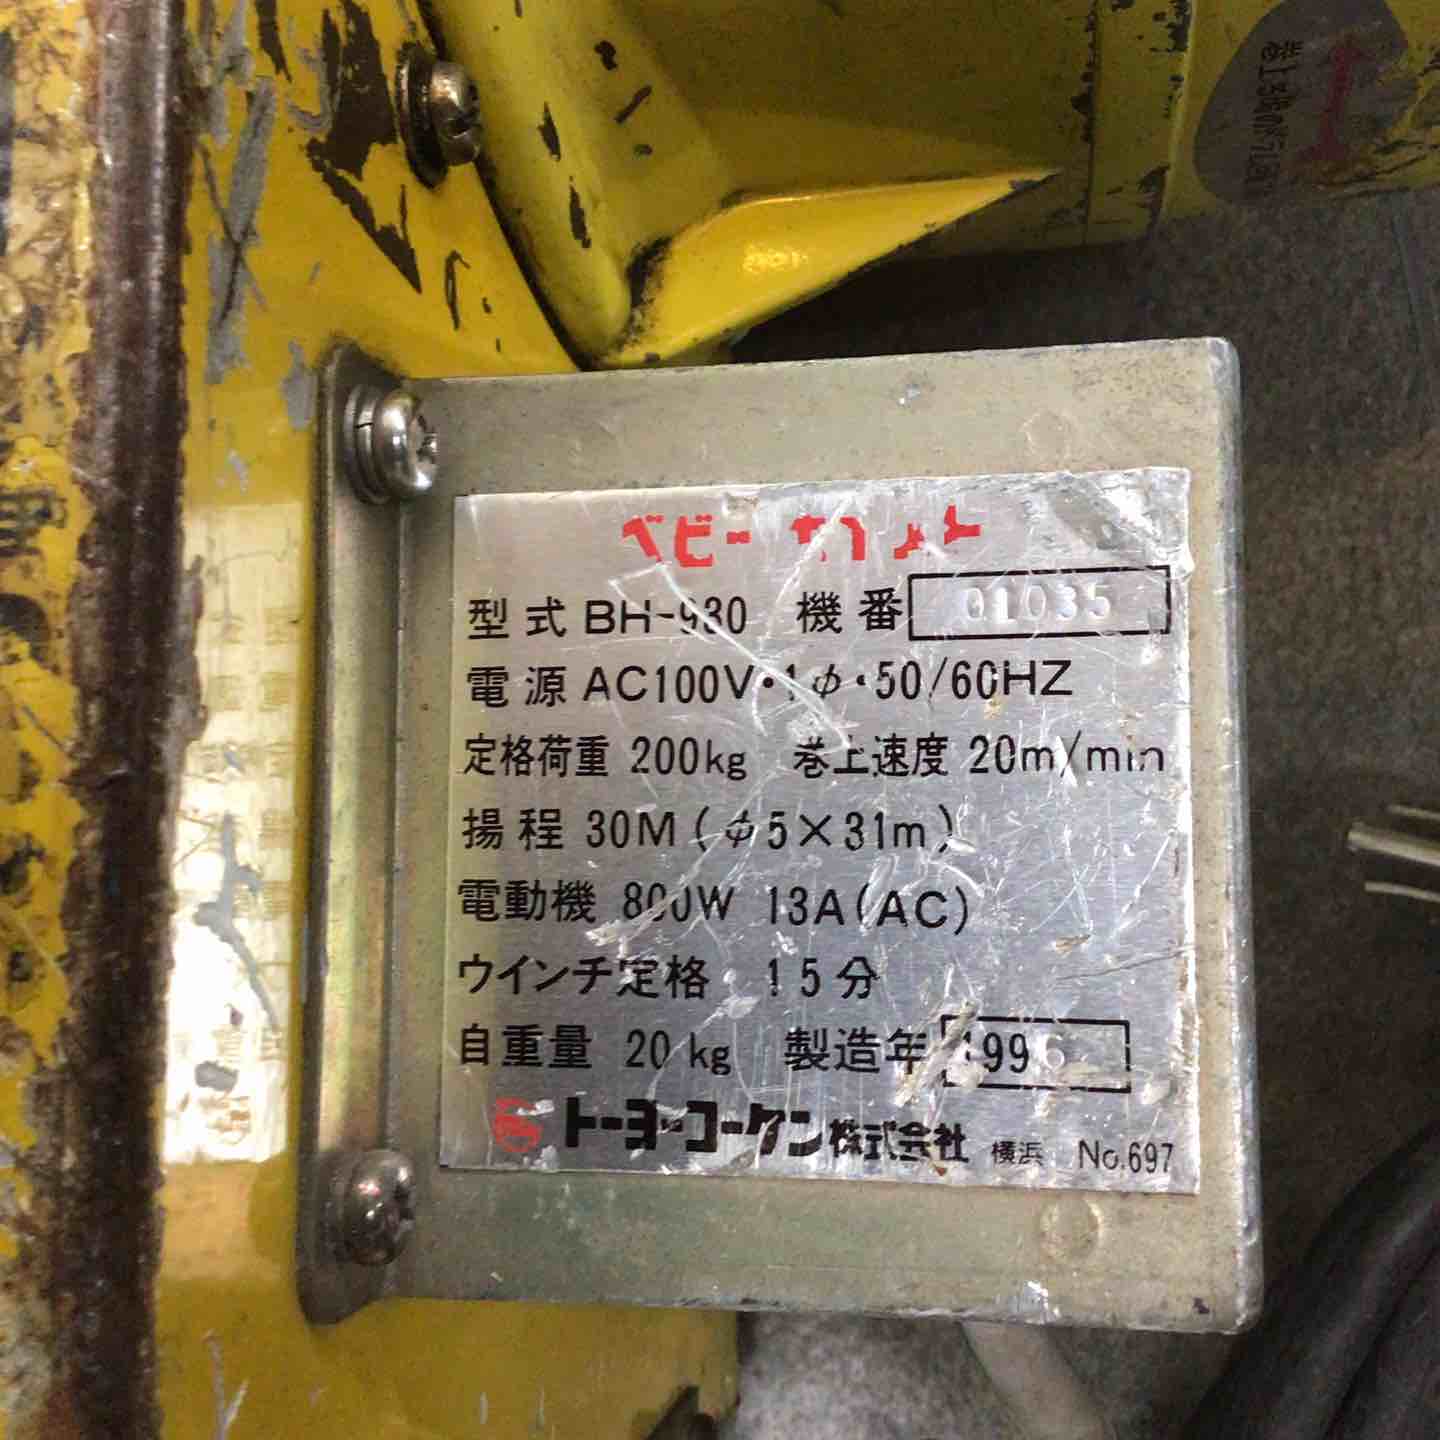 ベビーホイスト
型式 BH-930 機番 01035
電源 AC100V・1φ・50/60HZ
定格荷重 200kg 巻上速度 20m/min
揚程 30M(φ5×31m)
電動機 800W 13A(AC)
ウインチ定格 15分
自重量 20kg 製造年 1996
トーヨーコーケン株式会社 横浜 No.697